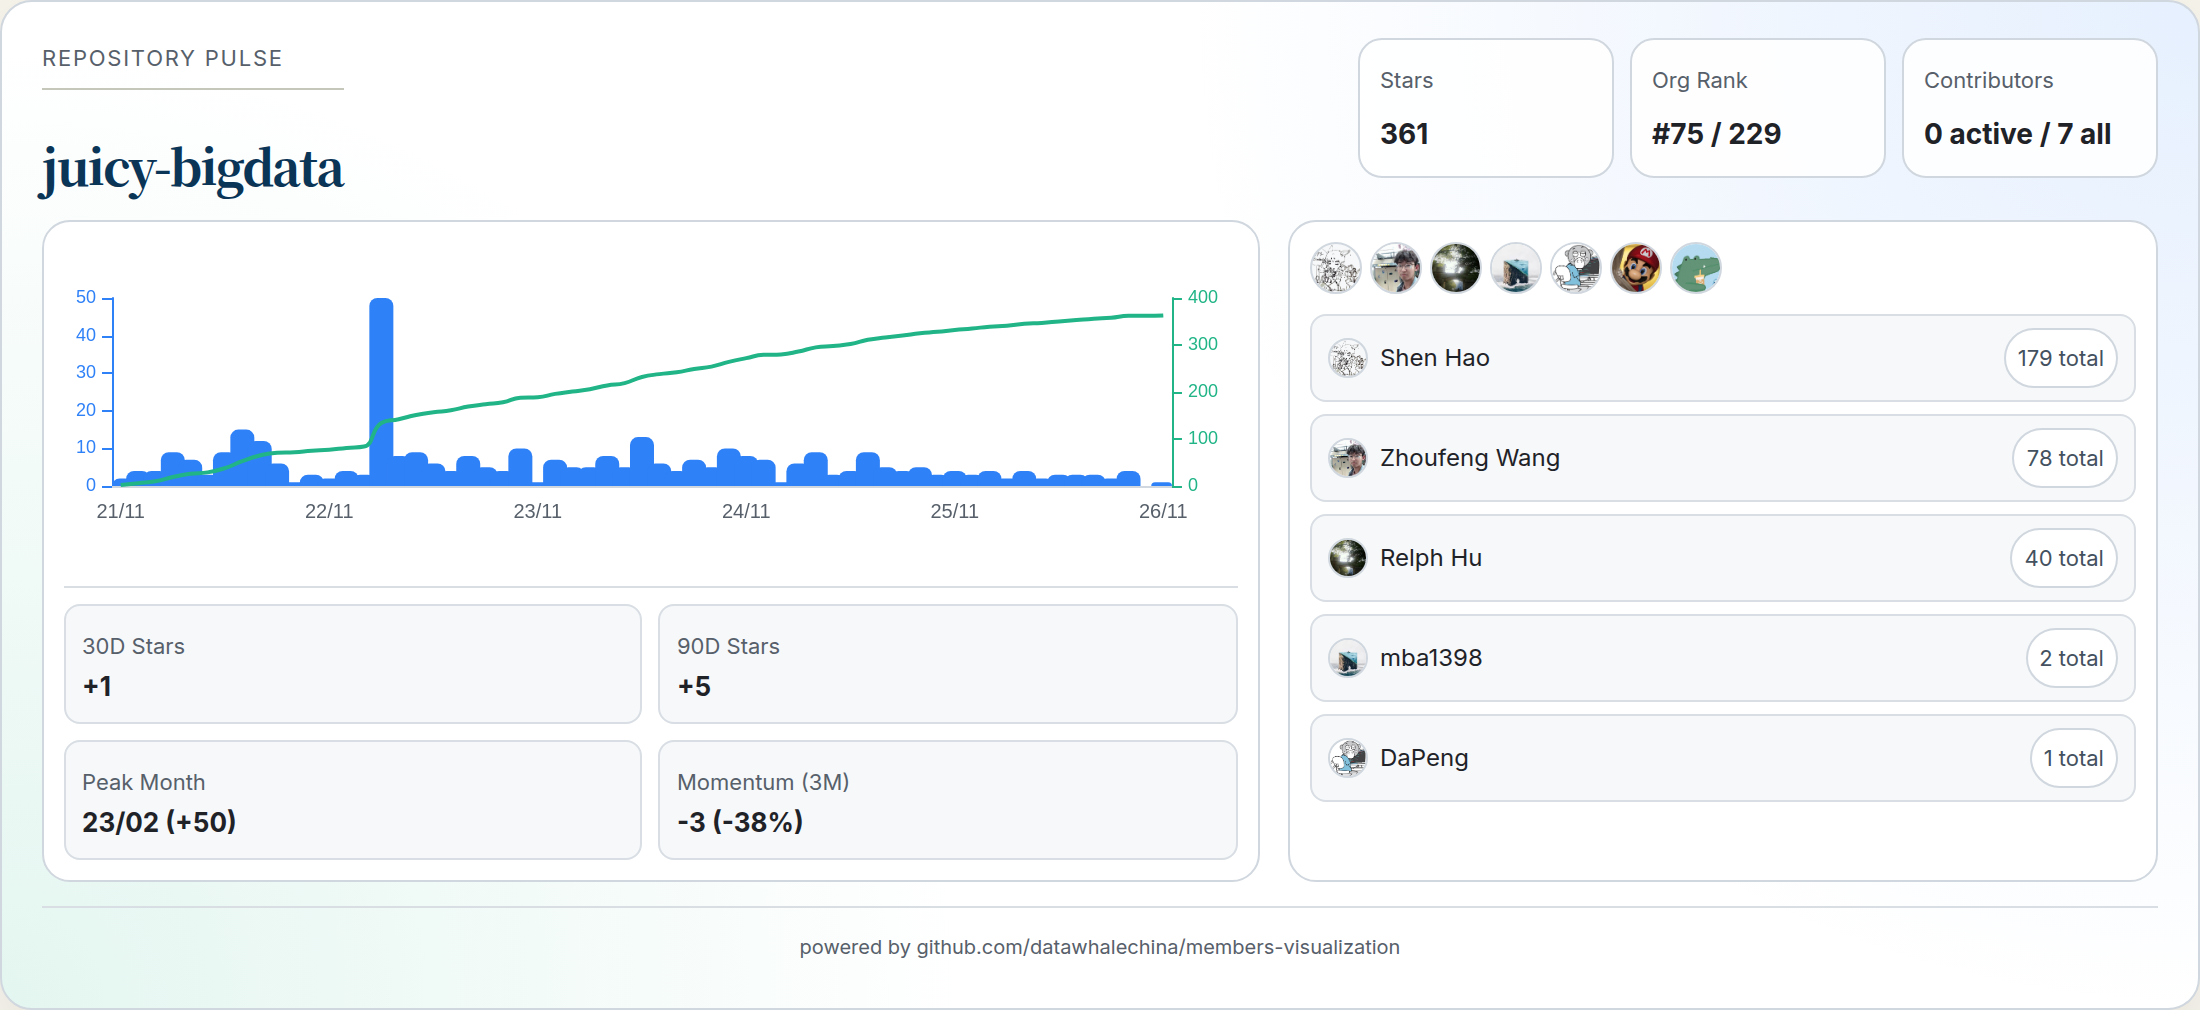 REPOSITORY PULSE
juicy-bigdata
Stars
361
Org Rank
#75 / 229
Contributors
0 active / 7 all
50
40
30
20
10
0
400
300
200
100
0
21/11
22/11
23/11
24/11
25/11
26/11
30D Stars
+1
90D Stars
+5
Peak Month
23/02 (+50)
Momentum (3M)
-3 (-38%)
Shen Hao
179 total
Zhoufeng Wang
78 total
Relph Hu
40 total
mba1398
2 total
DaPeng
1 total
powered by github.com/datawhalechina/members-visualization